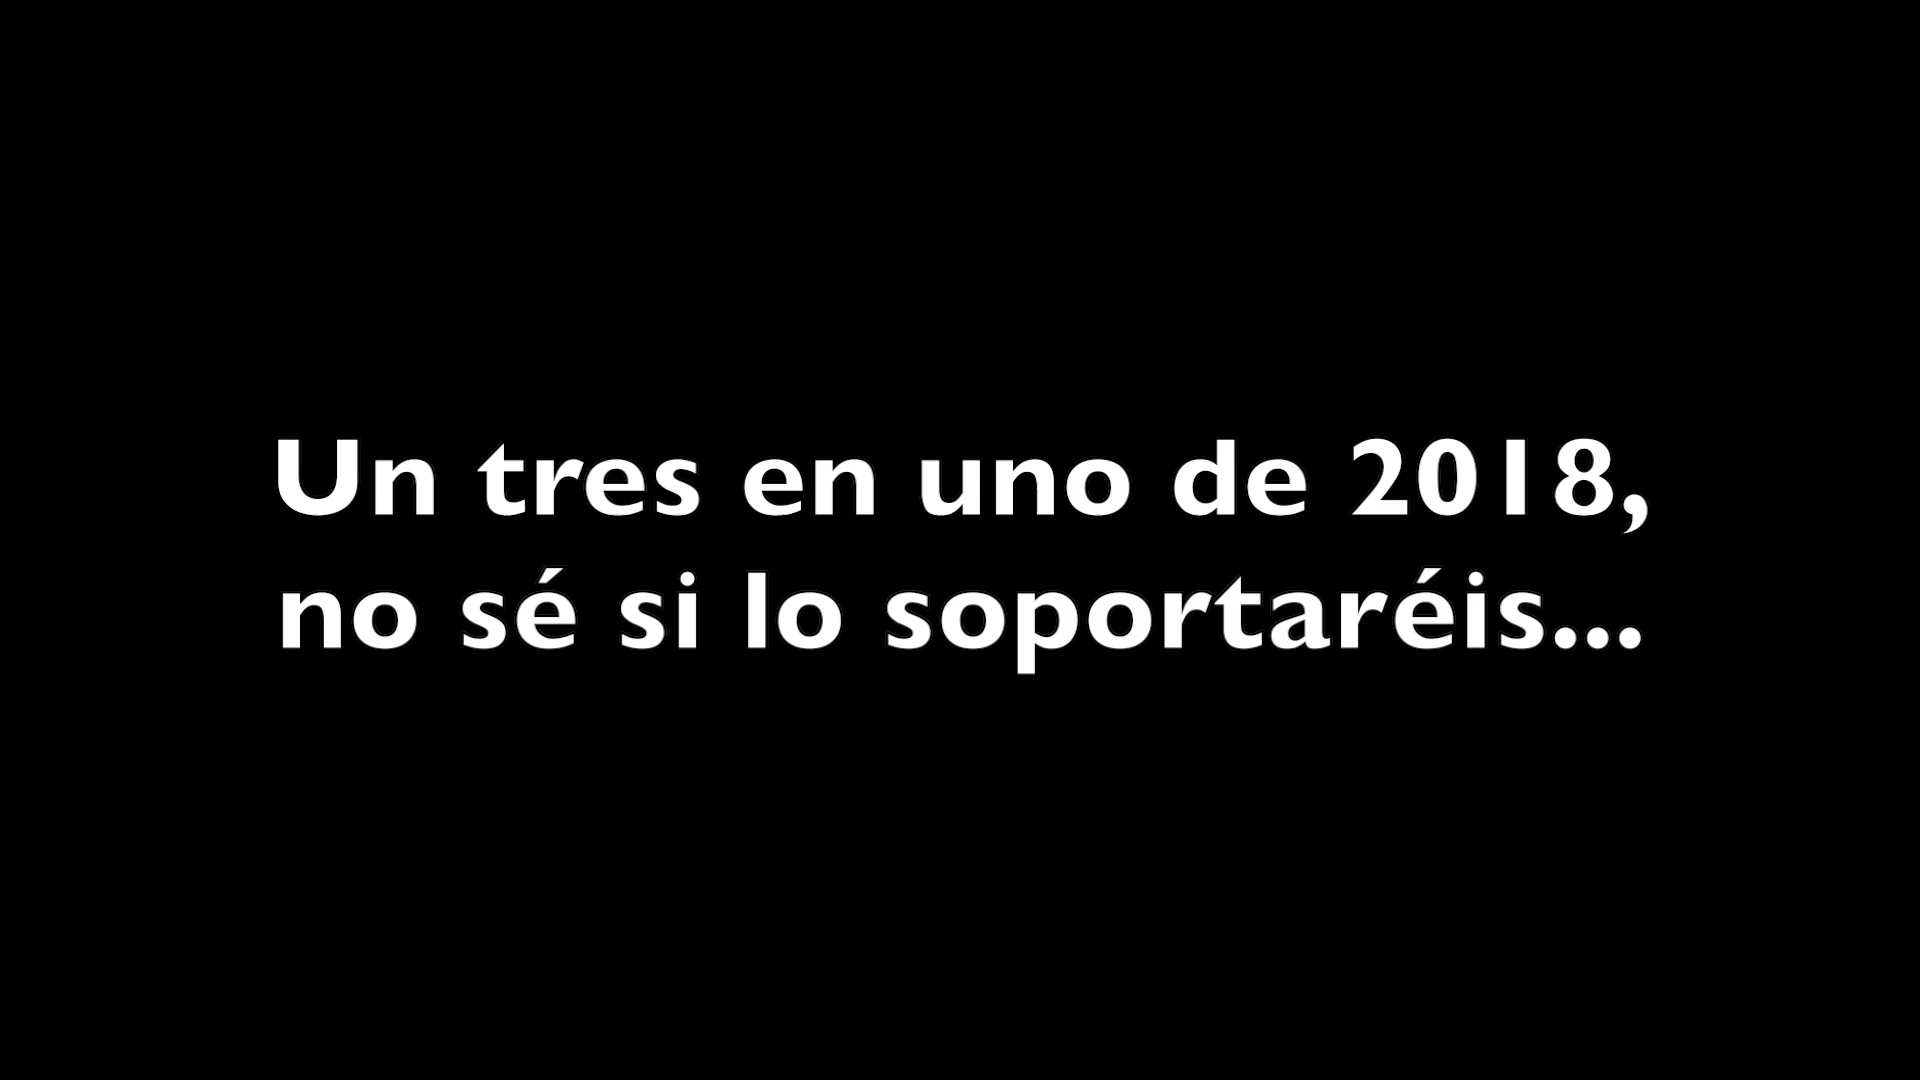 Un tres en uno de 2018,
no sé si lo soportaréis...